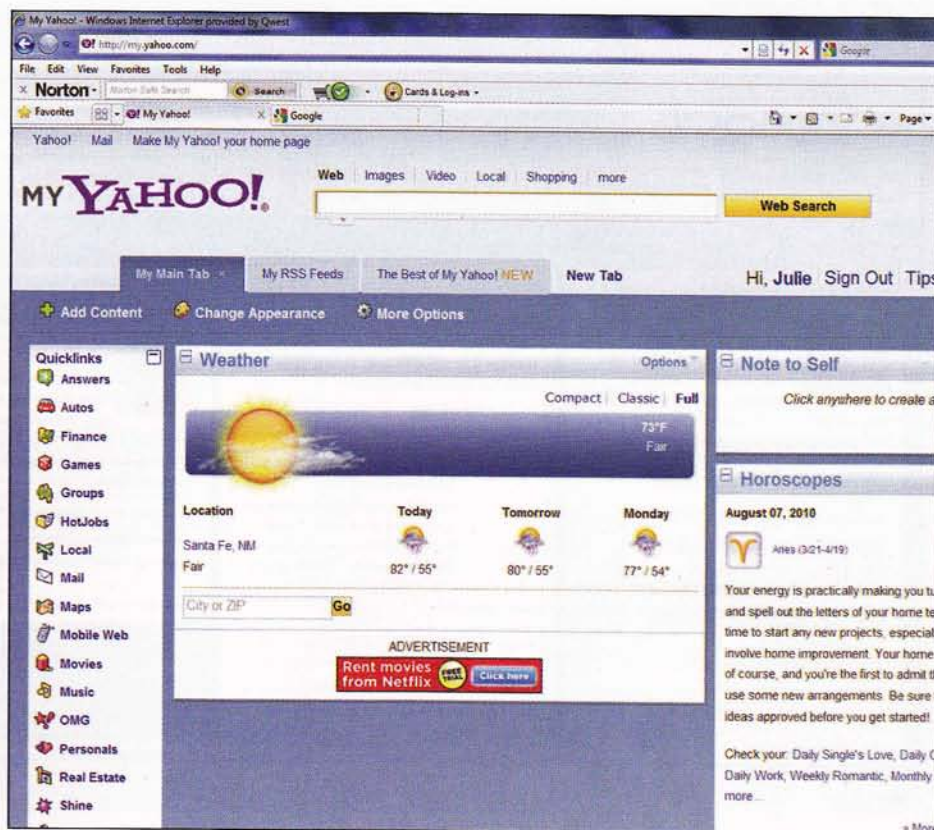 My Yahoo! - Windows Internet Explorer provided by Qwest
http://my.yahoo.com/
Google
File Edit View Favorites Tools Help
× Norton - Norton Safe Search Search Cards & Log-ins -
Favorites My Yahoo! × Google Page
Yahoo! Mail Make My Yahoo! your home page
Web Images Video Local Shopping more
MY YAHOO!
Web Search
My Main Tab × My RSS Feeds The Best of My Yahoo! NEW New Tab Hi, Julie Sign Out Tips
Add Content Change Appearance More Options
Quicklinks
Answers
Autos
Finance
Games
Groups
HotJobs
Local
Mail
Maps
Mobile Web
Movies
Music
OMG
Personals
Real Estate
Shine
Weather Options
Compact Classic Full
73°F
Fair
Location Today Tomorrow Monday
Santa Fe, NM
Fair 82° / 55° 80° / 55° 77° / 54°
City or ZIP Go
ADVERTISEMENT
Rent movies
from Netflix FREE TRIAL Click here
Note to Self
Click anywhere to create a
Horoscopes
August 07, 2010
Aries (3/21-4/19)
Your energy is practically making you
and spell out the letters of your home
time to start any new projects,
involve home improvement. Your home
of course, and you're the first to admit
use some new arrangements. Be sure
ideas approved before you get started!
Check your: Daily Single's Love, Daily
Daily Work, Weekly Romantic, Monthly
more...
» More